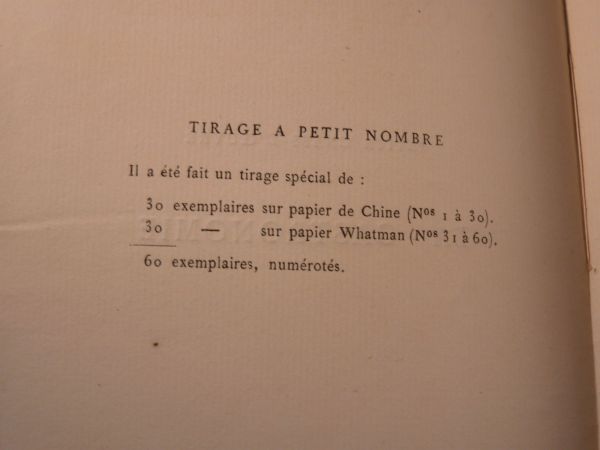 TIRAGE A PETIT NOMBRE
Il a été fait un tirage spécial de :
30 exemplaires sur papier de Chine (Nos 1 à 30).
30 — sur papier Whatman (Nos 31 à 60).
60 exemplaires, numérotés.